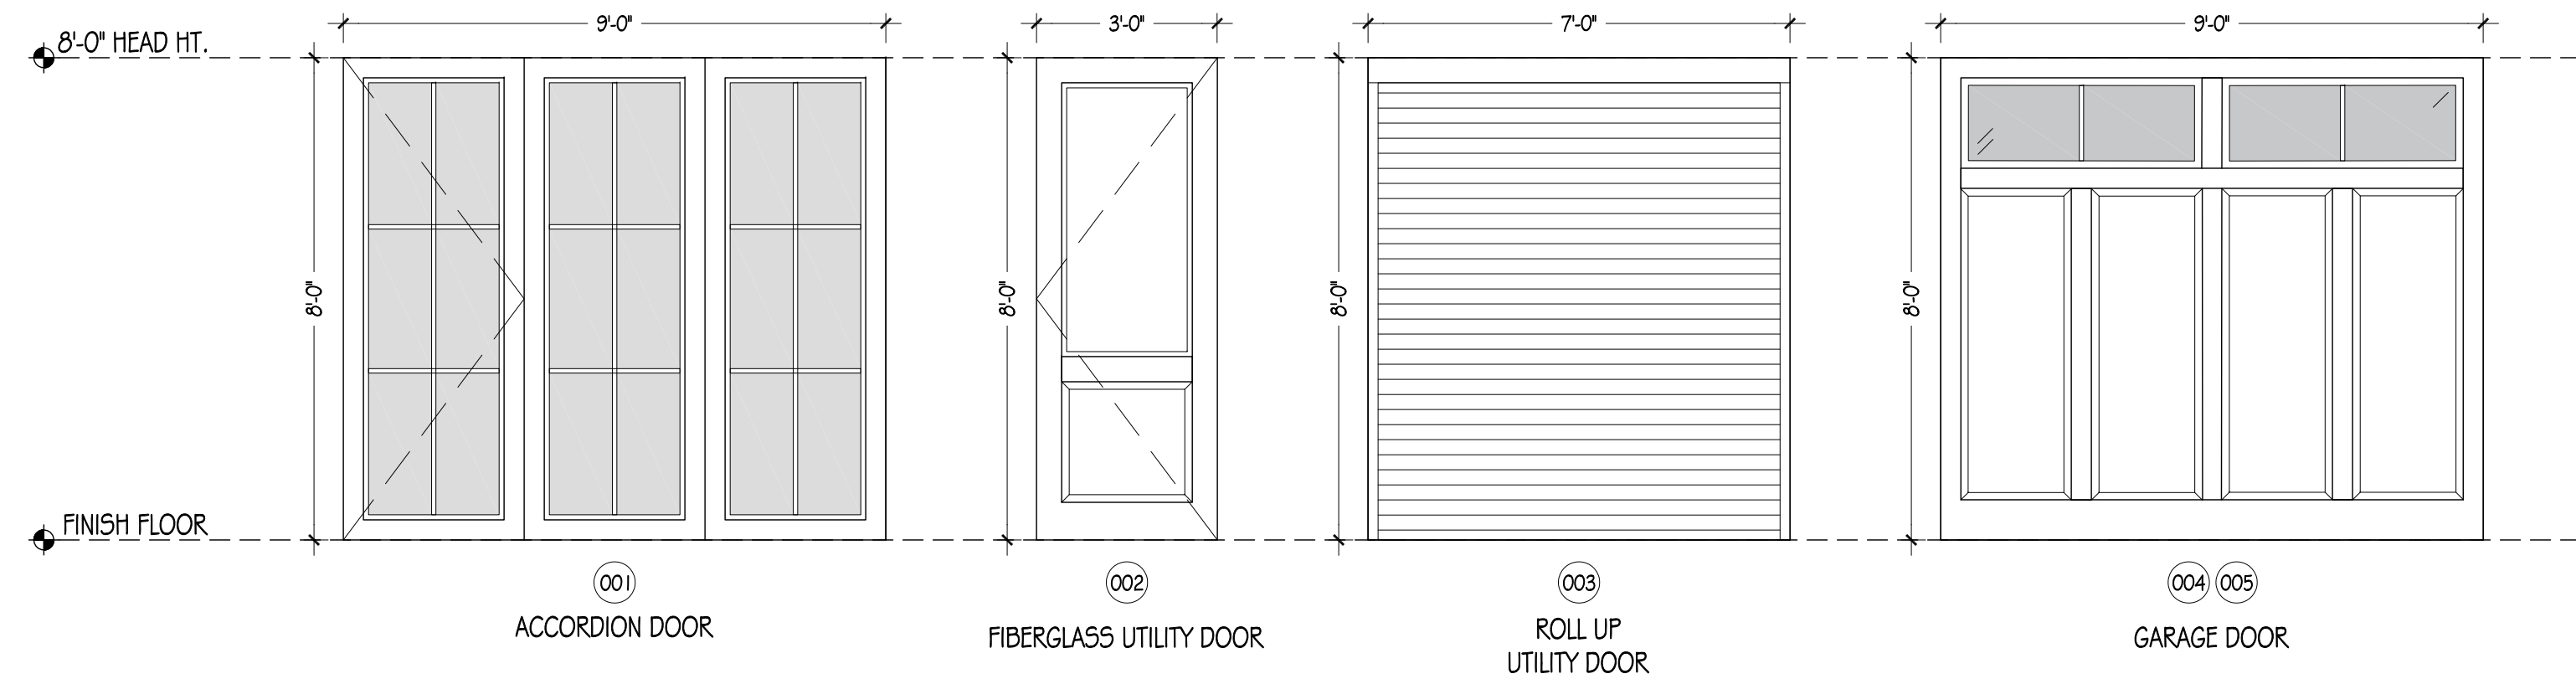 9'-0"
3'-0"
7'-0"
9'-0"
8'-0" HEAD HT.
8'-0"
8'-0"
8'-0"
8'-0"
FINISH FLOOR
001
002
003
004 005
ACCORDION DOOR
FIBERGLASS UTILITY DOOR
ROLL UP
UTILITY DOOR
GARAGE DOOR